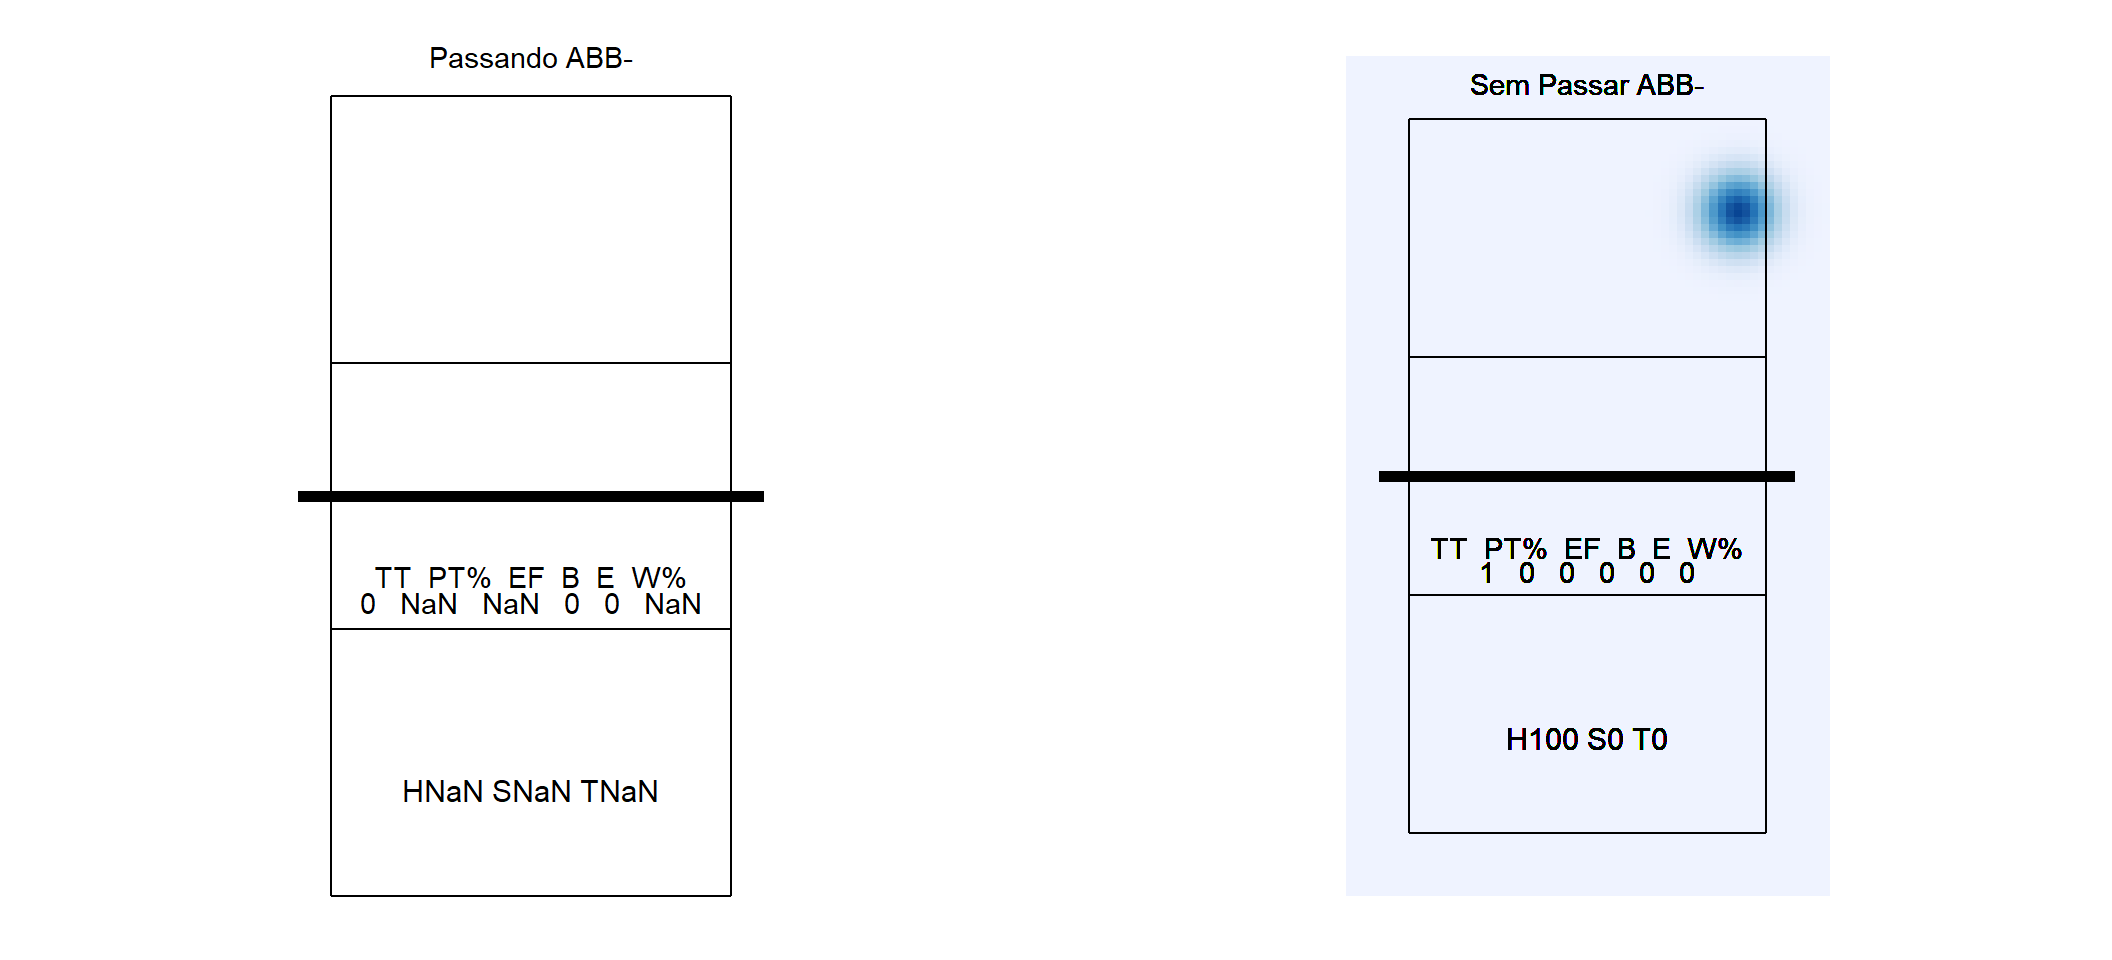 Passando ABB-
TT PT% EF B E W%
0 NaN NaN 0 0 NaN
HNaN SNaN TNaN
Sem Passar ABB-
TT PT% EF B E W%
1 0 0 0 0 0
H100 S0 T0